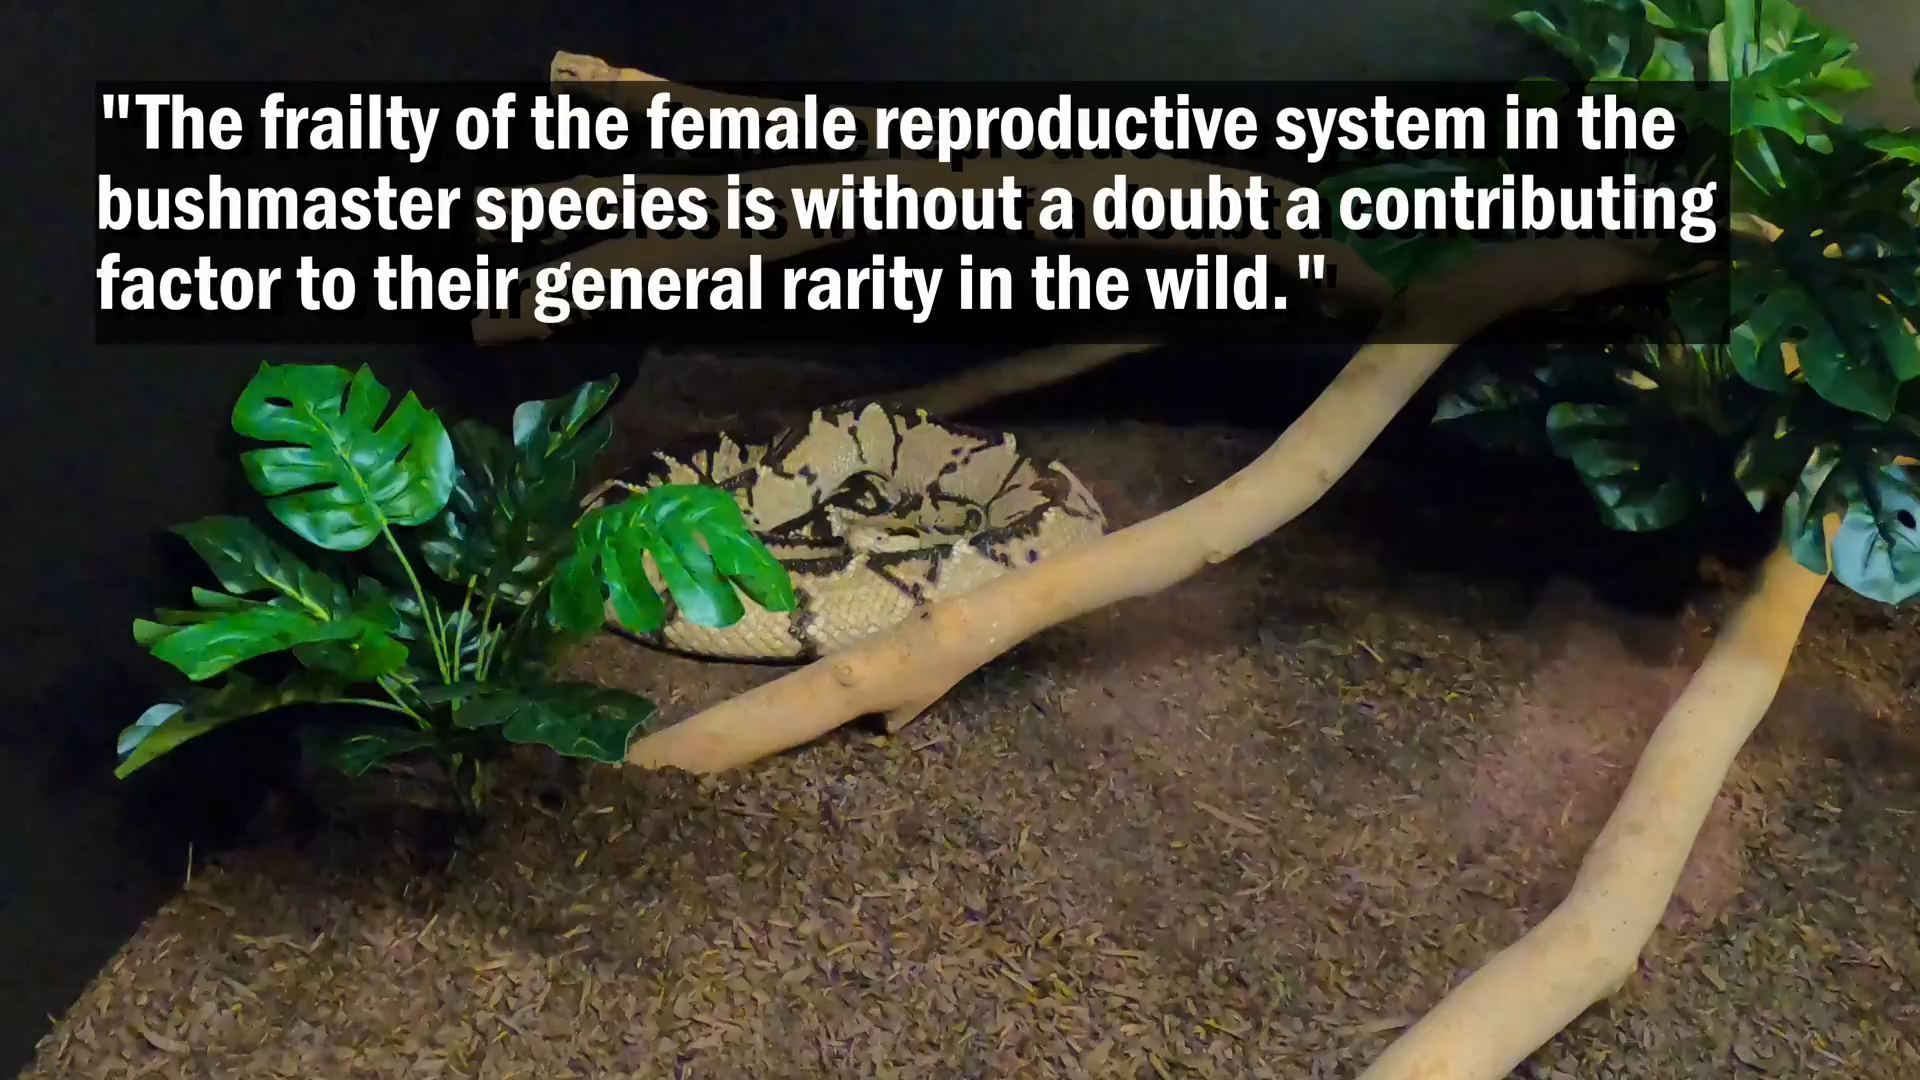 "The frailty of the female reproductive system in the
bushmaster species is without a doubt a contributing
factor to their general rarity in the wild."